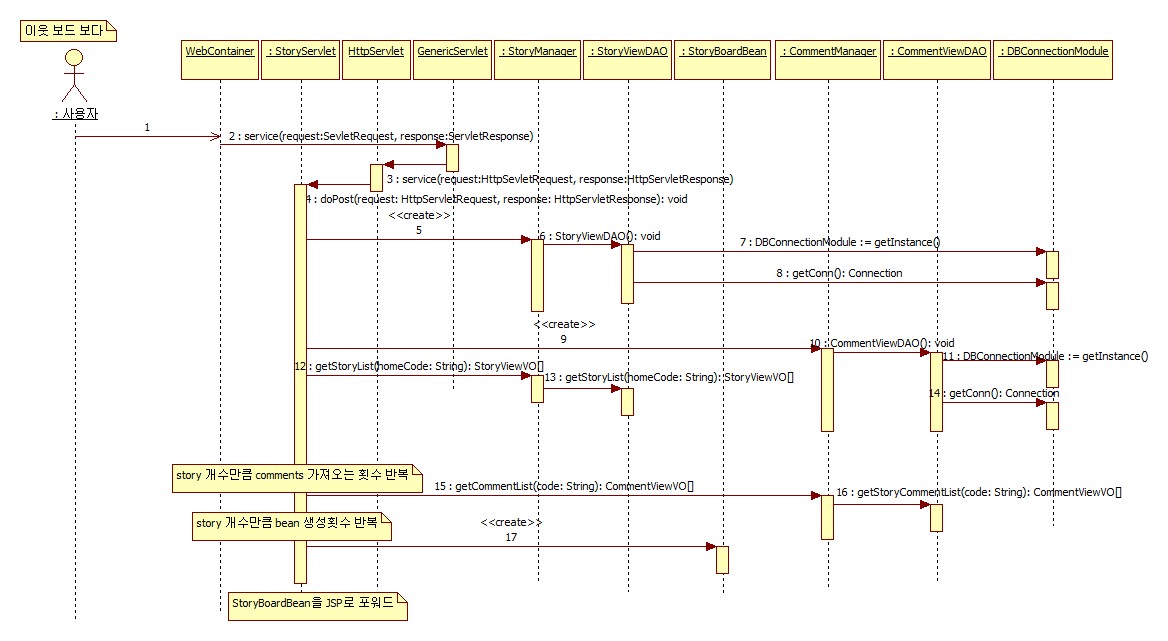 이웃 보드 보다
: 사용자
WebContainer
: StoryServlet
HttpServlet
GenericServlet
: StoryManager
: StoryViewDAO
: StoryBoardBean
: CommentManager
: CommentViewDAO
: DBConnectionModule
1
2 : service(request:SevletRequest, response:ServletResponse)
3 : service(request:HttpSevletRequest, response:HttpServletResponse)
4 : doPost(request: HttpServletRequest, response: HttpServletResponse): void
<<create>>
5
6 : StoryViewDAO(): void
7 : DBConnectionModule := getInstance()
8 : getConn(): Connection
<<create>>
9
10 : CommentViewDAO(): void
11 : DBConnectionModule := getInstance()
12 : getStoryList(homeCode: String): StoryViewVO[]
13 : getStoryList(homeCode: String): StoryViewVO[]
14 : getConn(): Connection
story 개수만큼 comments 가져오는 횟수 반복
15 : getCommentList(code: String): CommentViewVO[]
16 : getStoryCommentList(code: String): CommentViewVO[]
story 개수만큼 bean 생성횟수 반복
<<create>>
17
StoryBoardBean을 JSP로 포워드